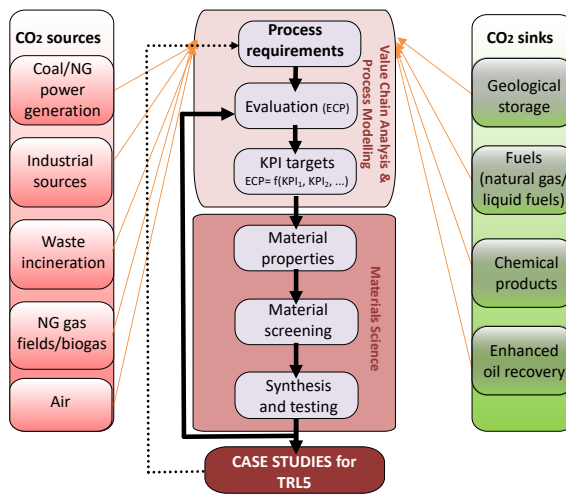 CO₂ sources
Coal/NG
power
generation
Industrial
sources
Waste
incineration
NG gas
fields/biogas
Air
Process
requirements
Evaluation (ECP)
KPI targets
ECP= f(KPI₁, KPI₂, ...)
Value Chain Analysis &
Process Modelling
Material
properties
Material
screening
Synthesis
and testing
Materials Science
CASE STUDIES for
TRL5
CO₂ sinks
Geological
storage
Fuels
(natural gas/
liquid fuels)
Chemical
products
Enhanced
oil recovery